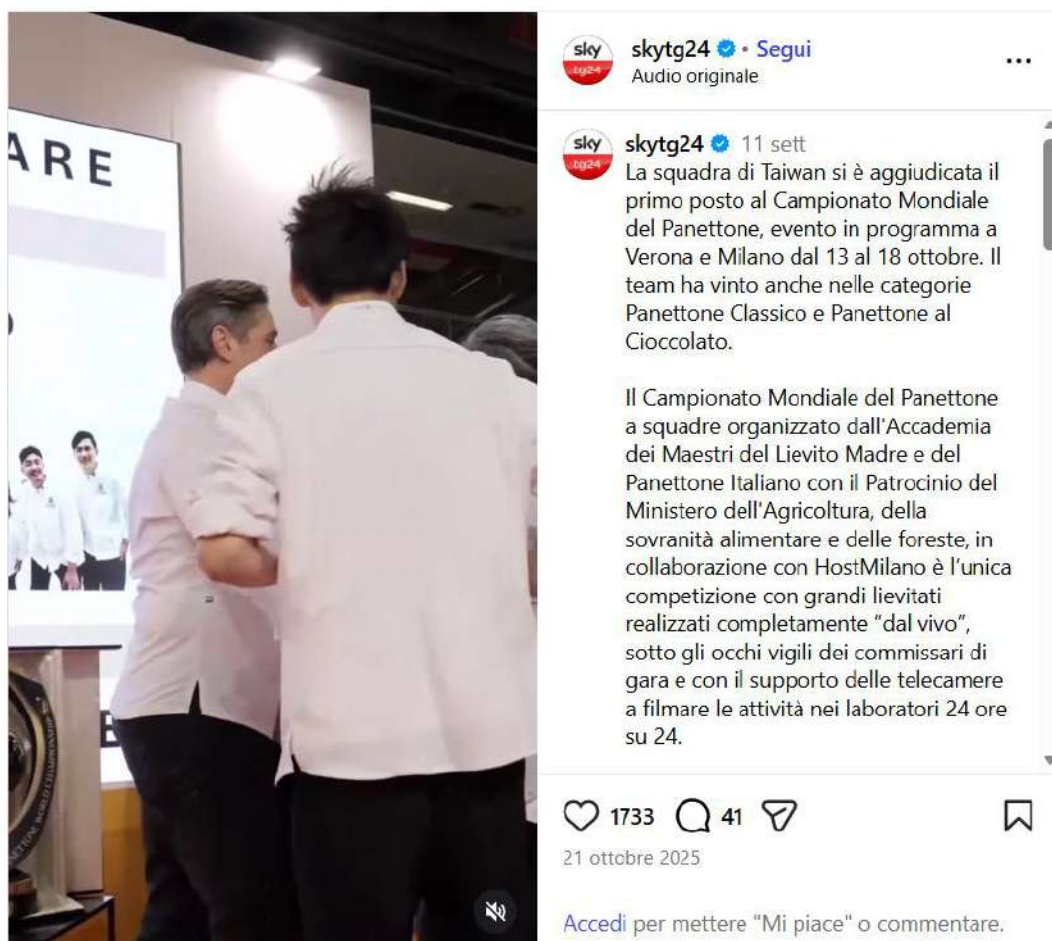 ARE
PANETTONE WORLD CHAMPIONSHIP
sky
tg24
skytg24 • Segui
Audio originale
sky
tg24
skytg24 11 sett
La squadra di Taiwan si è aggiudicata il
primo posto al Campionato Mondiale
del Panettone, evento in programma a
Verona e Milano dal 13 al 18 ottobre. Il
team ha vinto anche nelle categorie
Panettone Classico e Panettone al
Cioccolato.
Il Campionato Mondiale del Panettone
a squadre organizzato dall'Accademia
dei Maestri del Lievito Madre e del
Panettone Italiano con il Patrocinio del
Ministero dell'Agricoltura, della
sovranità alimentare e delle foreste, in
collaborazione con HostMilano è l'unica
competizione con grandi lievitati
realizzati completamente “dal vivo”,
sotto gli occhi vigili dei commissari di
gara e con il supporto delle telecamere
a filmare le attività nei laboratori 24 ore
su 24.
1733 41
21 ottobre 2025
Accedi per mettere "Mi piace" o commentare.